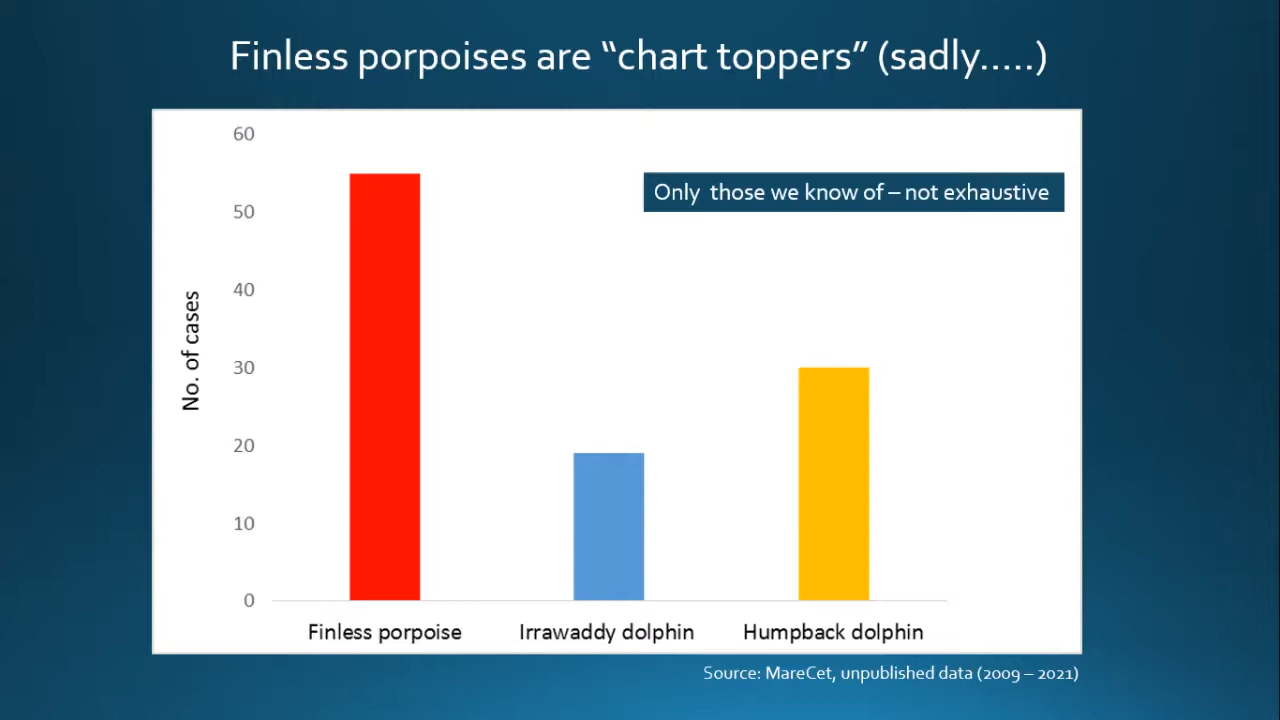 Finless porpoises are “chart toppers” (sadly.....)
60
Only  those we know of – not exhaustive
50
40
No. of cases
30
20
10
0
Finless porpoise
Irrawaddy dolphin
Humpback dolphin
Source: MareCet, unpublished data (2009 – 2021)